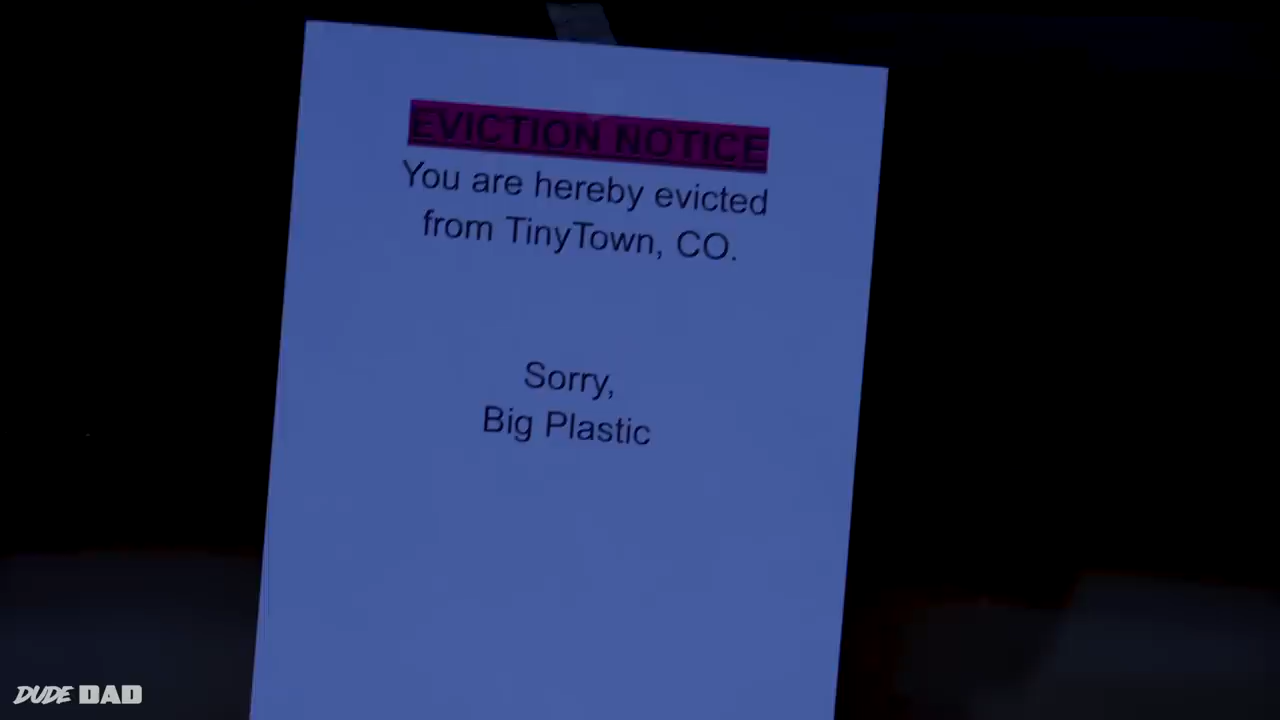 EVICTION NOTICE
You are hereby evicted
from TinyTown, CO.
Sorry,
Big Plastic
DUDE DAD